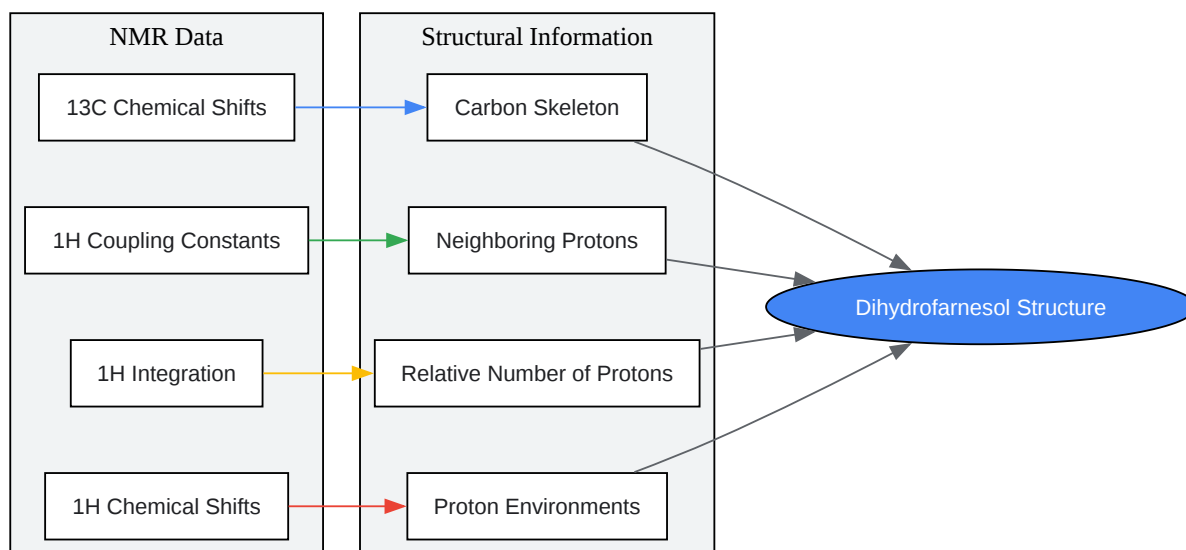 NMR Data
Structural Information
13C Chemical Shifts
Carbon Skeleton
1H Coupling Constants
Neighboring Protons
Dihydrofarnesol Structure
1H Integration
Relative Number of Protons
1H Chemical Shifts
Proton Environments